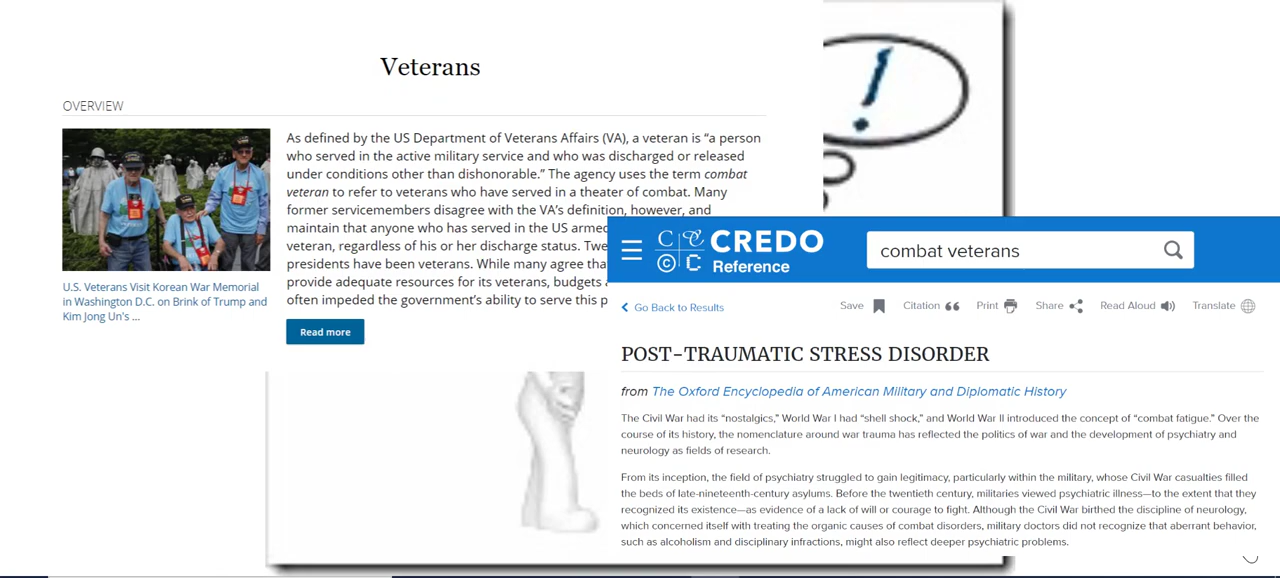 Veterans
OVERVIEW
As defined by the US Department of Veterans Affairs (VA), a veteran is “a person
who served in the active military service and who was discharged or released
under conditions other than dishonorable.” The agency uses the term combat
veteran to refer to veterans who have served in a theater of combat. Many
former servicemembers disagree with the VA’s definition, however, and
maintain that anyone who has served in the US armed
veteran, regardless of his or her discharge status. Twe
presidents have been veterans. While many agree tha
provide adequate resources for its veterans, budgets
often impeded the government’s ability to serve this p
U.S. Veterans Visit Korean War Memorial
in Washington D.C. on Brink of Trump and
Kim Jong Un's ...
Read more
!
CREDO
Reference
combat veterans
Go Back to Results
Save Citation Print Share Read Aloud Translate
POST-TRAUMATIC STRESS DISORDER
from The Oxford Encyclopedia of American Military and Diplomatic History
The Civil War had its “nostalgics,” World War I had “shell shock,” and World War II introduced the concept of “combat fatigue.” Over the
course of its history, the nomenclature around war trauma has reflected the politics of war and the development of psychiatry and
neurology as fields of research.
From its inception, the field of psychiatry struggled to gain legitimacy, particularly within the military, whose Civil War casualties filled
the beds of late-nineteenth-century asylums. Before the twentieth century, militaries viewed psychiatric illness—to the extent that they
recognized its existence—as evidence of a lack of will or courage to fight. Although the Civil War birthed the discipline of neurology,
which concerned itself with treating the organic causes of combat disorders, military doctors did not recognize that aberrant behavior,
such as alcoholism and disciplinary infractions, might also reflect deeper psychiatric problems.